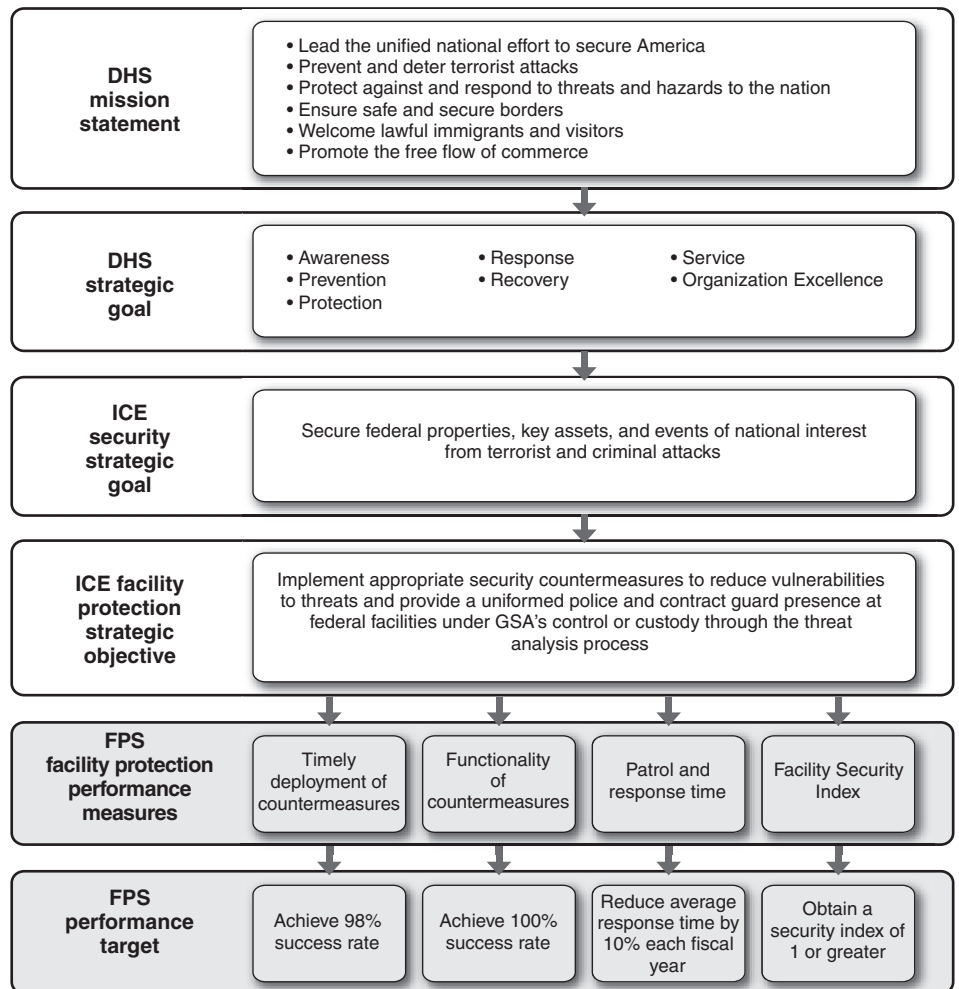 DHS
mission
statement
• Lead the unified national effort to secure America
• Prevent and deter terrorist attacks
• Protect against and respond to threats and hazards to the nation
• Ensure safe and secure borders
• Welcome lawful immigrants and visitors
• Promote the free flow of commerce
DHS
strategic
goal
• Awareness
• Prevention
• Protection
• Response
• Recovery
• Service
• Organization Excellence
ICE
security
strategic
goal
Secure federal properties, key assets, and events of national interest
from terrorist and criminal attacks
ICE facility
protection
strategic
objective
Implement appropriate security countermeasures to reduce vulnerabilities
to threats and provide a uniformed police and contract guard presence at
federal facilities under GSA's control or custody through the threat
analysis process
FPS
facility protection
performance
measures
Timely
deployment of
countermeasures
Functionality
of
countermeasures
Patrol and
response time
Facility Security
Index
FPS
performance
target
Achieve 98%
success rate
Achieve 100%
success rate
Reduce average
response time by
10% each fiscal
year
Obtain a
security index of
1 or greater